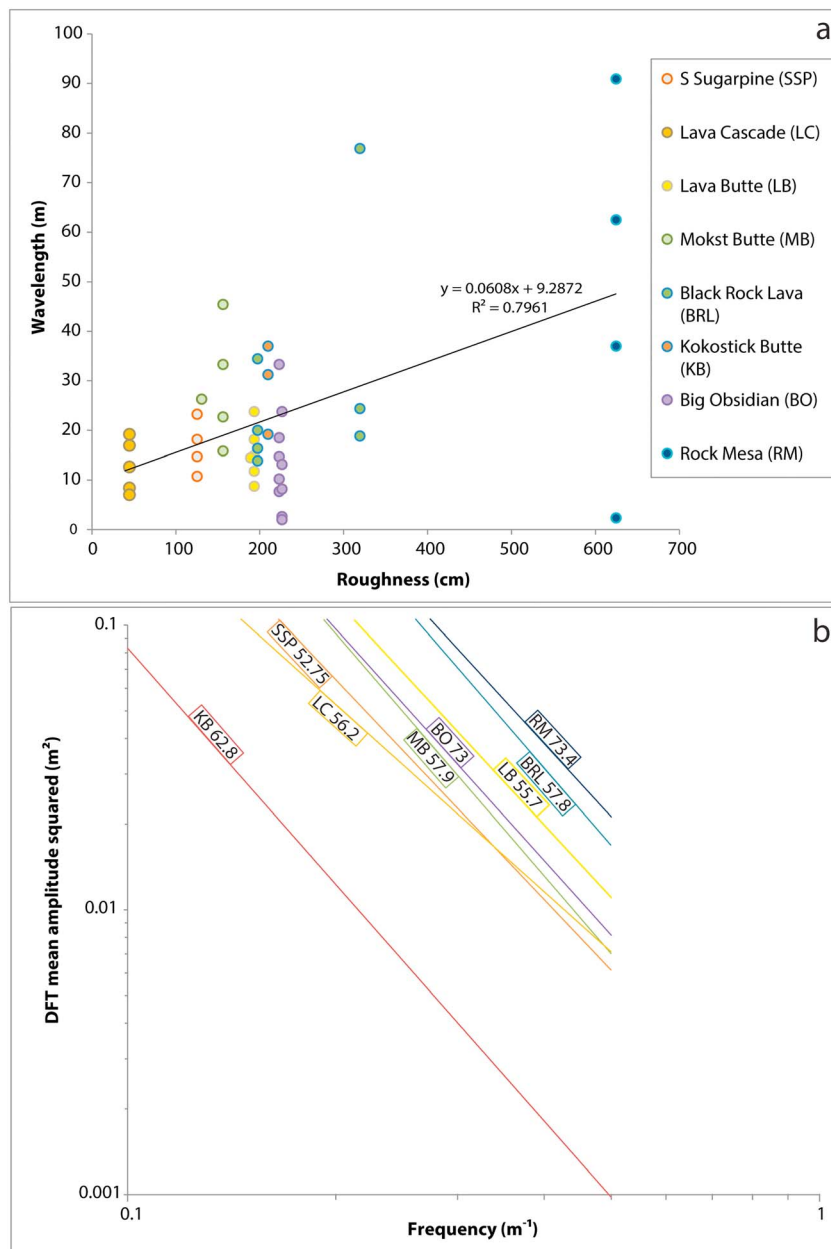 a
100
90
80
70
60
50
40
30
20
10
0
Wavelength (m)
y = 0.0608x + 9.2872
R² = 0.7961
0 100 200 300 400 500 600 700
Roughness (cm)
S Sugarpine (SSP)
Lava Cascade (LC)
Lava Butte (LB)
Mokst Butte (MB)
Black Rock Lava
(BRL)
Kokostick Butte
(KB)
Big Obsidian (BO)
Rock Mesa (RM)
b
0.1
0.01
0.001
DFT mean amplitude squared (m²)
KB 62.8
SSP 52.75
LC 56.2
MB 57.9
BO 73
LB 55.7
BRL 57.8
RM 73.4
0.1 1
Frequency (m⁻¹)